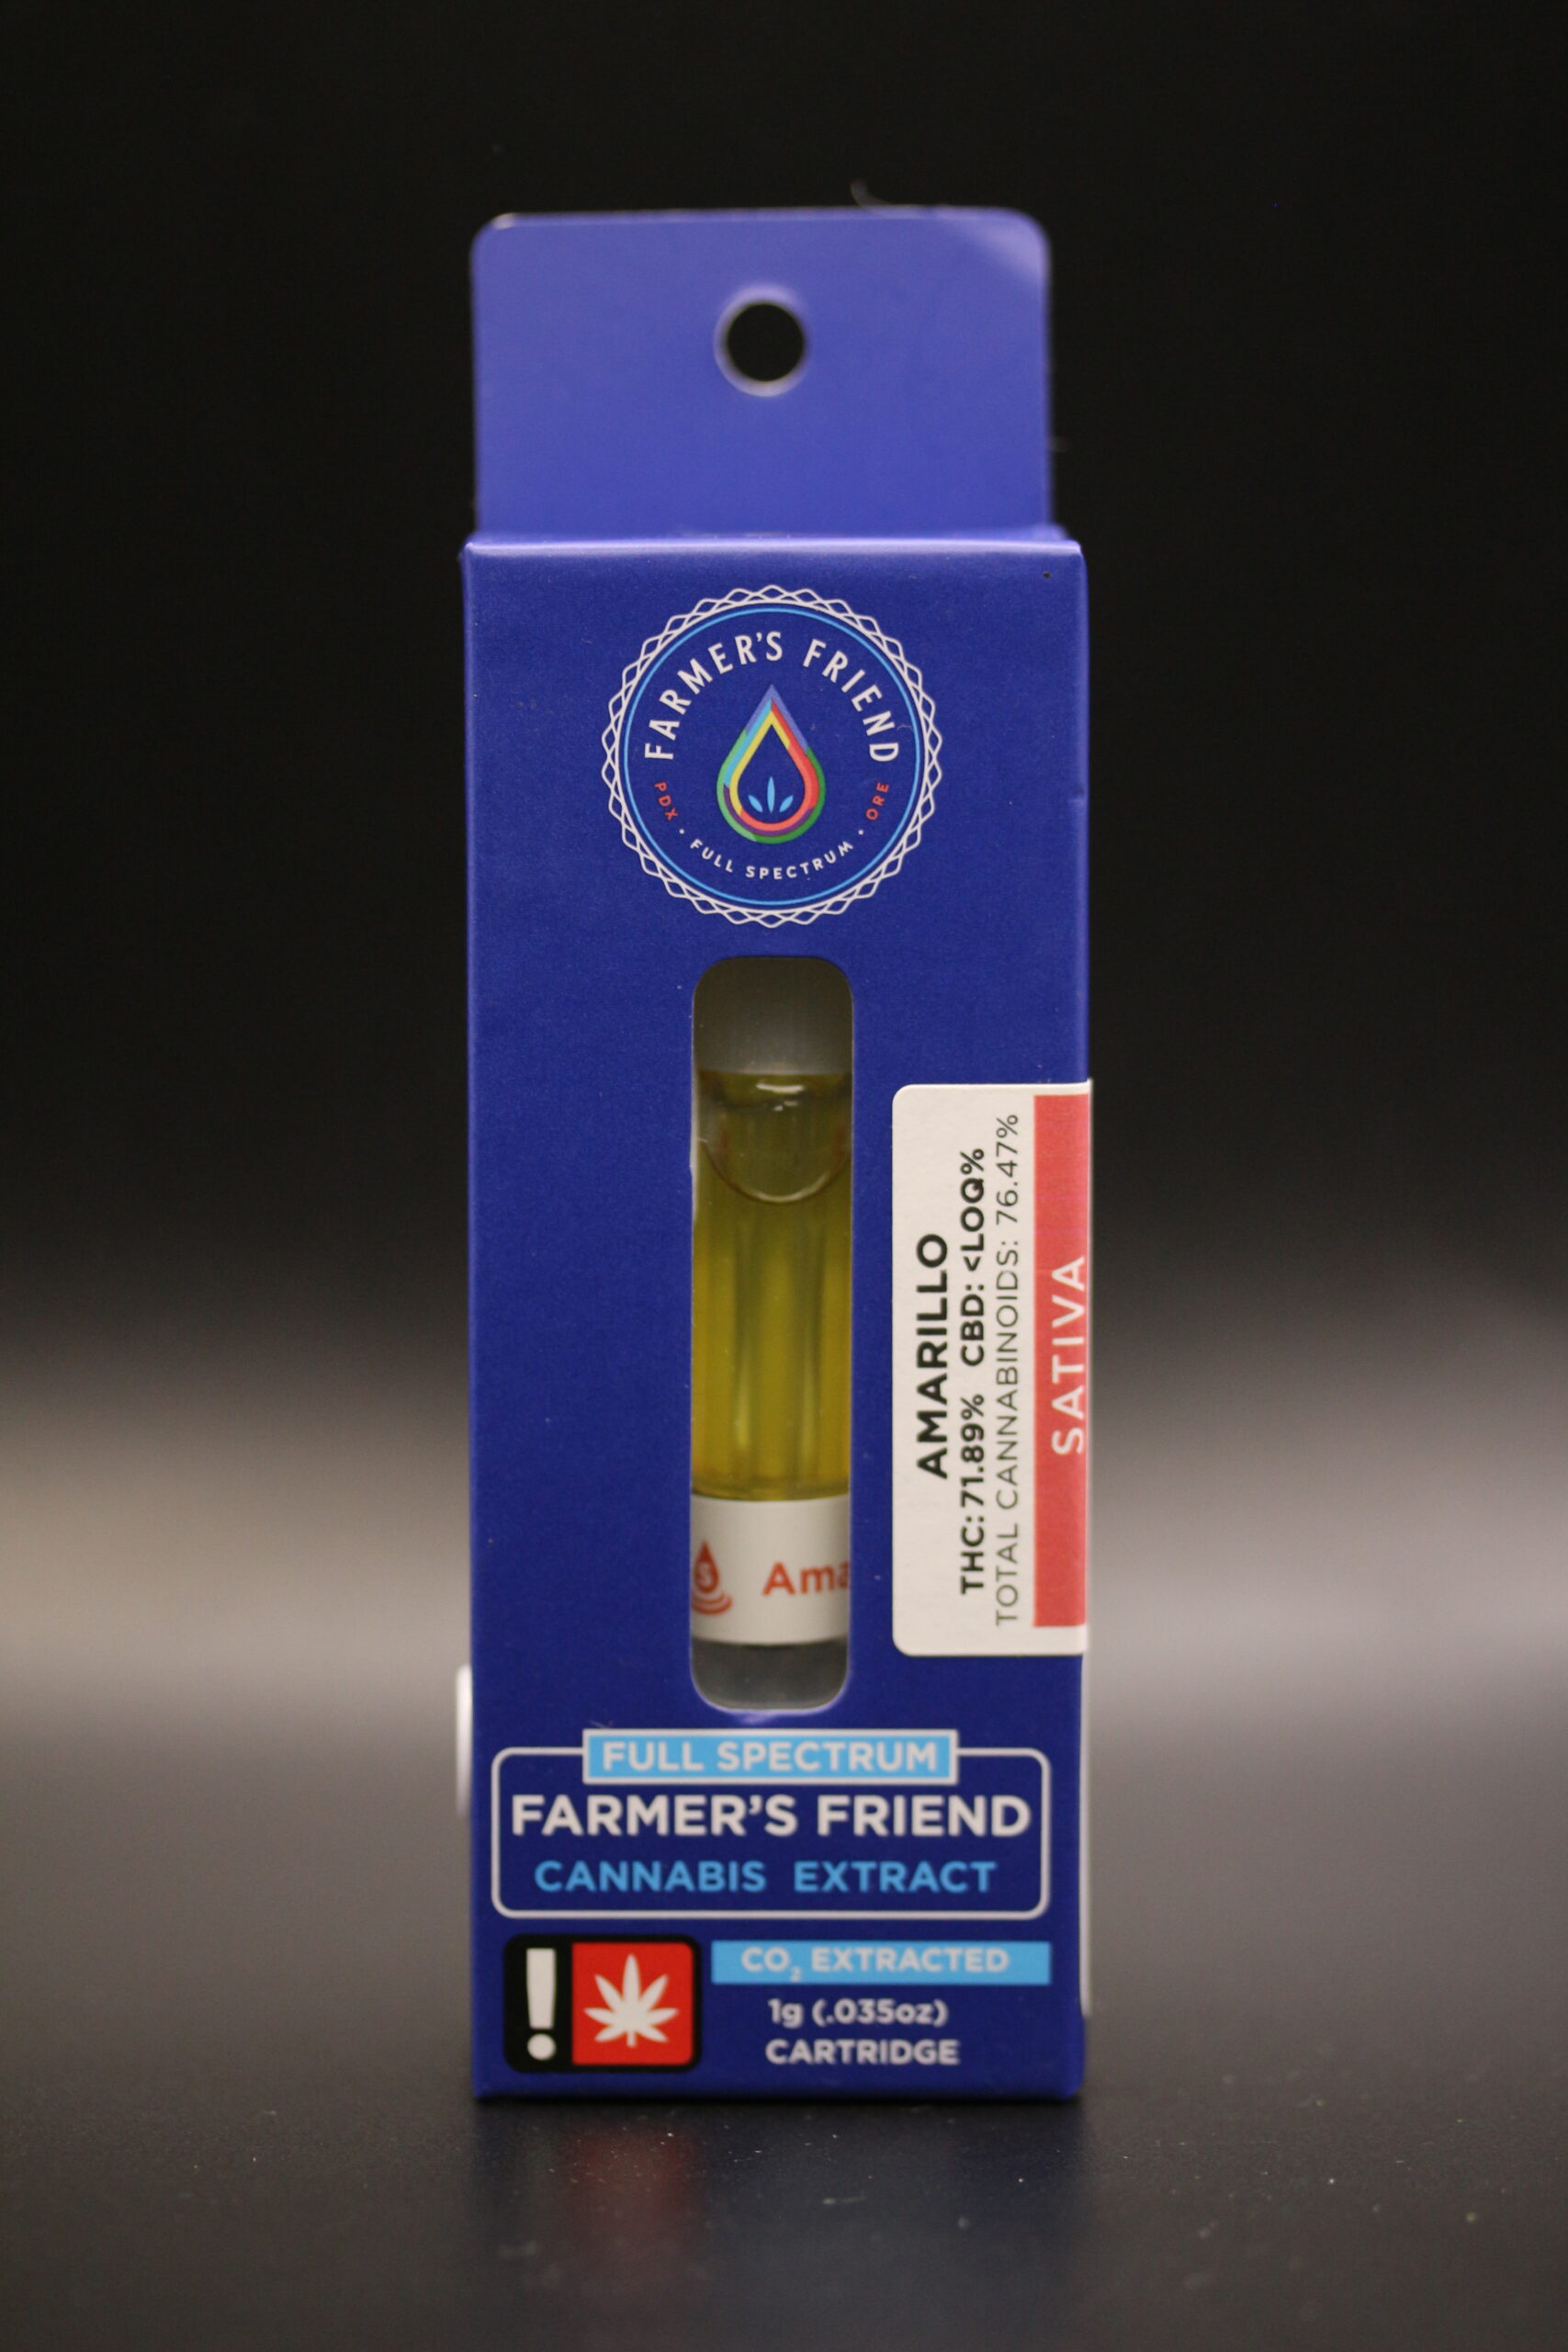 FARMER'S FRIEND
PDX • FULL SPECTRUM • ORE
AMARILLO
THC: 71.89% CBD: <LOQ%
TOTAL CANNABINOIDS: 76.47%
SATIVA
S Ama
FULL SPECTRUM
FARMER'S FRIEND
CANNABIS EXTRACT
!
CO₂ EXTRACTED
1g (.035oz)
CARTRIDGE